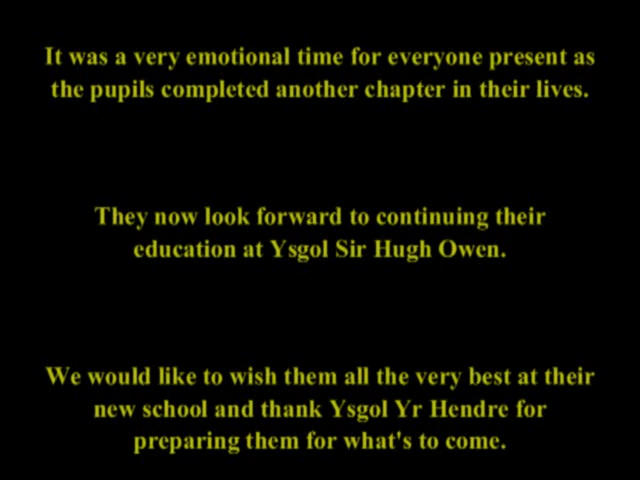 It was a very emotional time for everyone present as
the pupils completed another chapter in their lives.
They now look forward to continuing their
education at Ysgol Sir Hugh Owen.
We would like to wish them all the very best at their
new school and thank Ysgol Yr Hendre for
preparing them for what's to come.